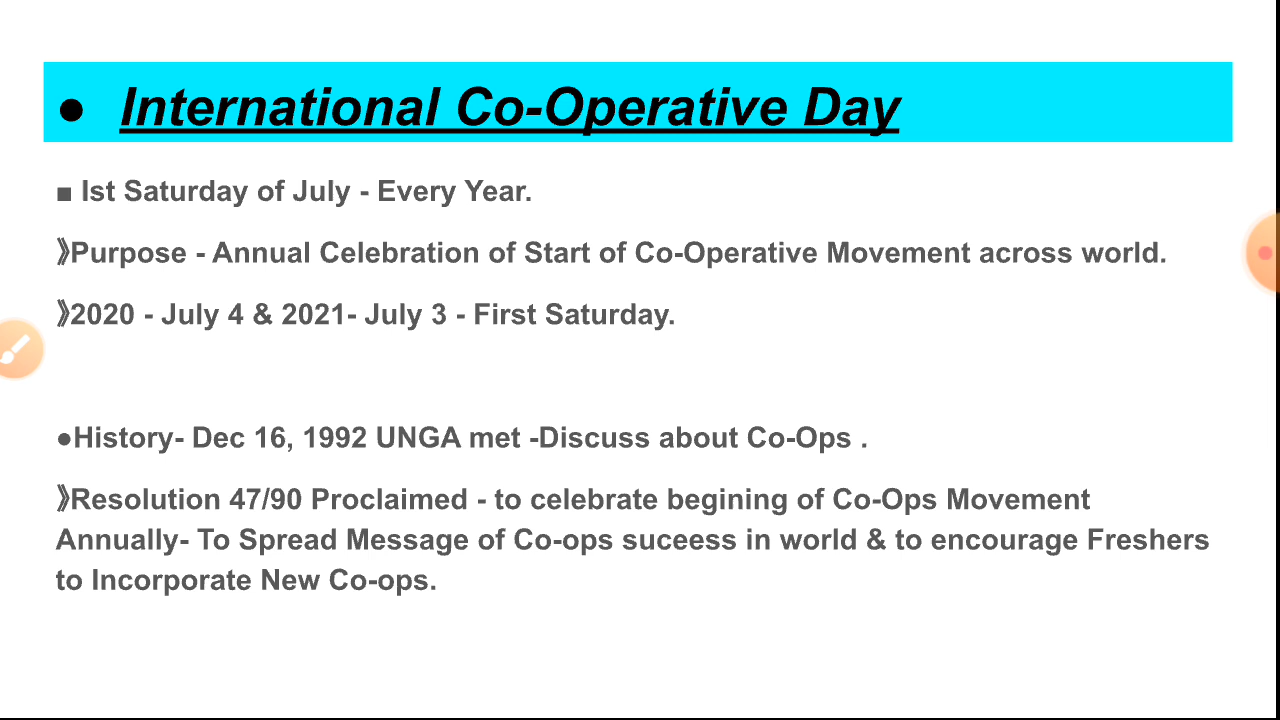 ● International Co-Operative Day
■ Ist Saturday of July - Every Year.
》Purpose - Annual Celebration of Start of Co-Operative Movement across world.
》2020 - July 4 & 2021- July 3 - First Saturday.
●History- Dec 16, 1992 UNGA met -Discuss about Co-Ops .
》Resolution 47/90 Proclaimed - to celebrate begining of Co-Ops Movement
Annually- To Spread Message of Co-ops suceess in world & to encourage Freshers
to Incorporate New Co-ops.